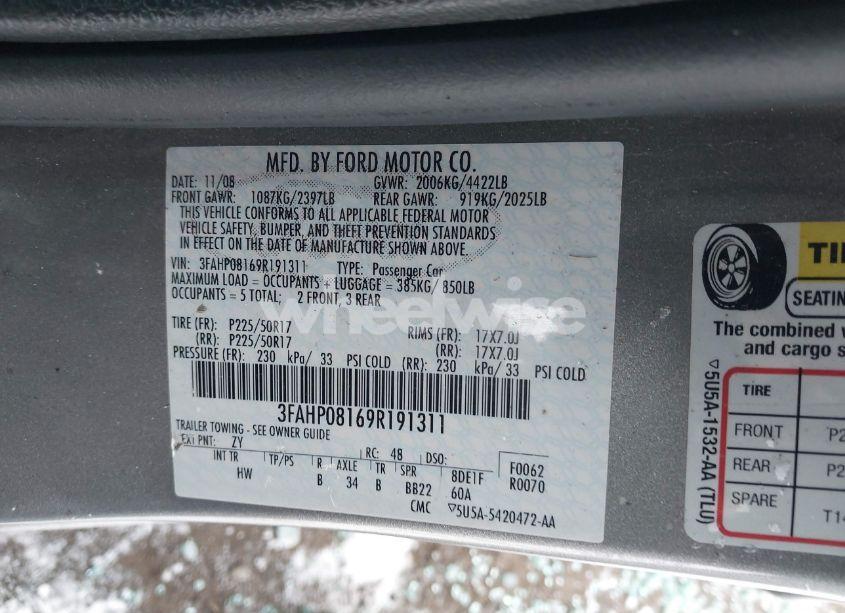 MFD. BY FORD MOTOR CO.
DATE: 11/08 GVWR: 2006KG/4422LB
FRONT GAWR: 1087KG/2397LB REAR GAWR: 919KG/2025LB
THIS VEHICLE CONFORMS TO ALL APPLICABLE FEDERAL MOTOR
VEHICLE SAFETY, BUMPER, AND THEFT PREVENTION STANDARDS
IN EFFECT ON THE DATE OF MANUFACTURE SHOWN ABOVE.
VIN: 3FAHP08169R191311 TYPE: Passenger Car
MAXIMUM LOAD = OCCUPANTS + LUGGAGE = 385KG/ 850LB
OCCUPANTS = 5 TOTAL; 2 FRONT, 3 REAR
wheelwise
TIRE (FR): P225/50R17 RIMS (FR): 17X7.0J
(RR): P225/50R17 (RR): 17X7.0J
PRESSURE (FR): 230 kPa/ 33 PSI COLD (RR): 230 kPa/ 33 PSI COLD
3FAHP08169R191311
TRAILER TOWING - SEE OWNER GUIDE
EXT PNT: ZY RC: 48 DSO:
INT TR TP/PS R AXLE TR SPR 8DE1F F0062
HW B 34 B BB22 60A R0070
CMC ▽5U5A-5420472-AA
TI
SEATIN
The combined
and cargo s
TIRE
FRONT P2
REAR P2
SPARE T14
▽5U5A-1532-AA (TLU)